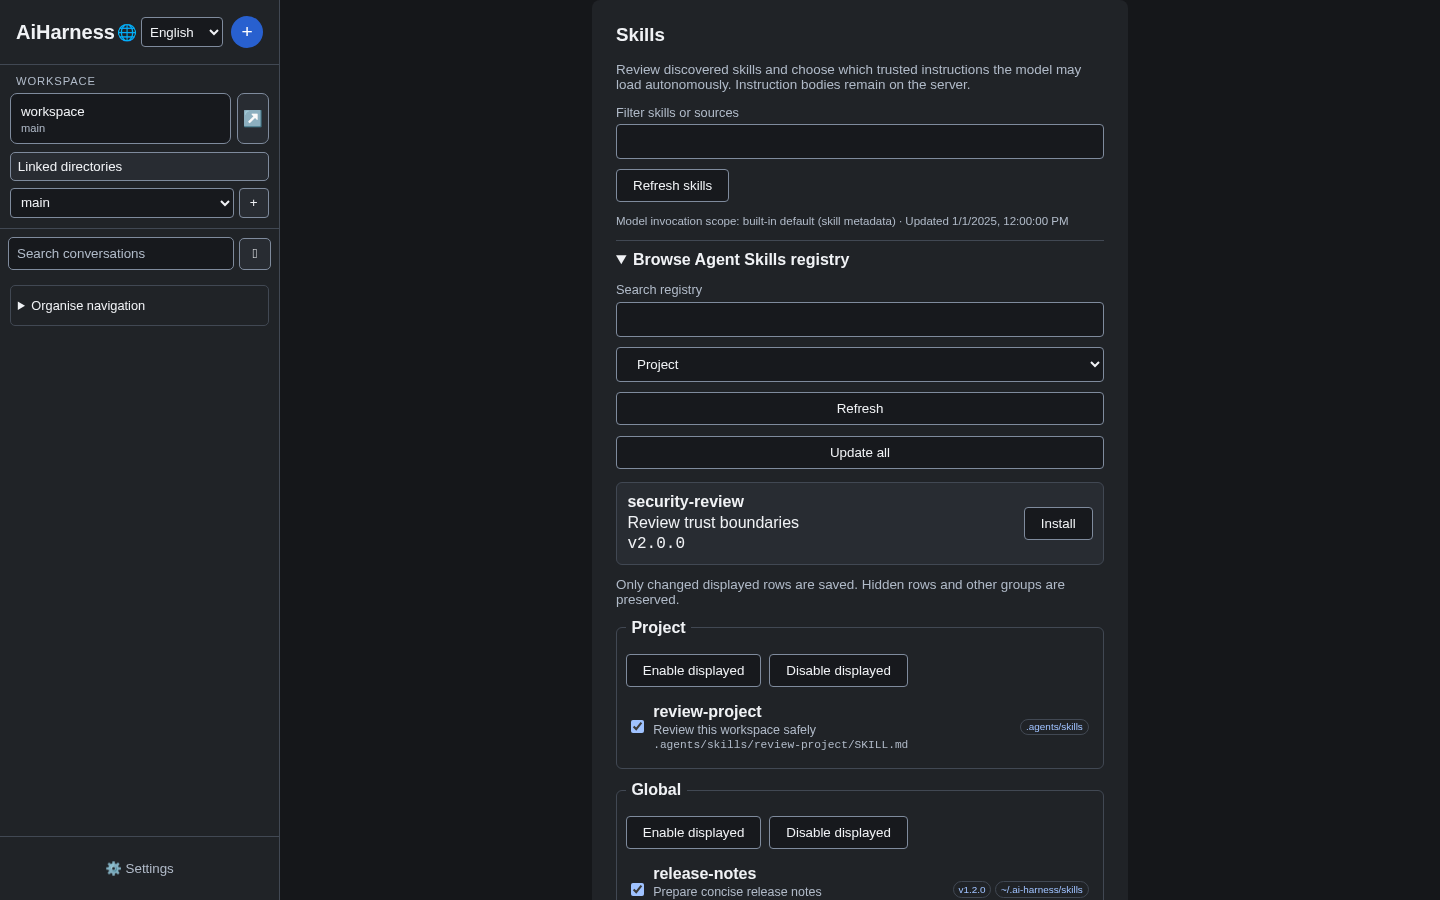 AiHarness
English
+
WORKSPACE
workspace
main
Linked directories
main
+
Search conversations
Organise navigation
Settings
Skills
Review discovered skills and choose which trusted instructions the model may
load autonomously. Instruction bodies remain on the server.
Filter skills or sources
Refresh skills
Model invocation scope: built-in default (skill metadata) · Updated 1/1/2025, 12:00:00 PM
Browse Agent Skills registry
Search registry
Project
Refresh
Update all
security-review
Review trust boundaries
v2.0.0
Install
Only changed displayed rows are saved. Hidden rows and other groups are
preserved.
Project
Enable displayed
Disable displayed
review-project
Review this workspace safely
.agents/skills/review-project/SKILL.md
.agents/skills
Global
Enable displayed
Disable displayed
release-notes
Prepare concise release notes
v1.2.0
~/.ai-harness/skills